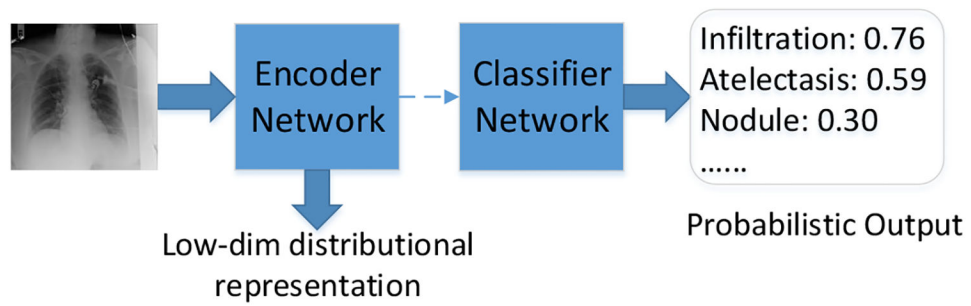 Encoder
Network
Classifier
Network
Infiltration: 0.76
Atelectasis: 0.59
Nodule: 0.30
......
Probabilistic Output
Low-dim distributional
representation